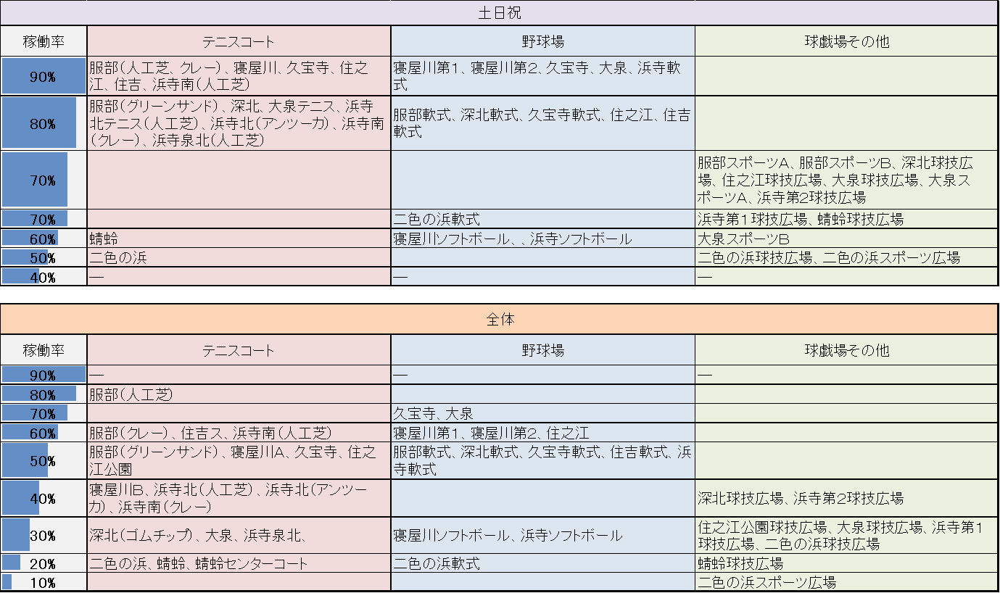 土日祝
稼働率 テニスコート 野球場 球戯場その他
90%
服部（人工芝、クレー）、寝屋川、久宝寺、住之
江、住吉、浜寺南（人工芝）
寝屋川第１、寝屋川第２、久宝寺、大泉、浜寺軟
式
80%
服部（グリーンサンド）、深北、大泉テニス、浜寺
北テニス（人工芝）、浜寺北（アンツーカ）、浜寺南
（クレー）、浜寺泉北（人工芝）
服部軟式、深北軟式、久宝寺軟式、住之江、住吉
軟式
70%
服部スポーツＡ、服部スポーツＢ、深北球技広
場、住之江球技広場、大泉球技広場、大泉ス
ポーツＡ、浜寺第２球技広場
70% 二色の浜軟式 浜寺第１球技広場、蜻蛉球技広場
60% 蜻蛉 寝屋川ソフトボール、、浜寺ソフトボール 大泉スポーツＢ
50% 二色の浜 二色の浜球技広場、二色の浜スポーツ広場
40% ― ― ―
全体
稼働率 テニスコート 野球場 球戯場その他
90% ― ― ―
80% 服部（人工芝）
70% 久宝寺、大泉
60% 服部（クレー）、住吉ス、浜寺南（人工芝） 寝屋川第１、寝屋川第２、住之江
50%
服部（グリーンサンド）、寝屋川Ａ、久宝寺、住之
江公園
服部軟式、深北軟式、久宝寺軟式、住吉軟式、浜
寺軟式
40%
寝屋川Ｂ、浜寺北（人工芝）、浜寺北（アンツー
カ）、浜寺南（クレー）
深北球技広場、浜寺第２球技広場
30%
深北（ゴムチップ）、大泉、浜寺泉北、
寝屋川ソフトボール、浜寺ソフトボール
住之江公園球技広場、大泉球技広場、浜寺第１
球技広場、二色の浜球技広場
20% 二色の浜、蜻蛉、蜻蛉センターコート 二色の浜軟式 蜻蛉球技広場
10% 二色の浜スポーツ広場